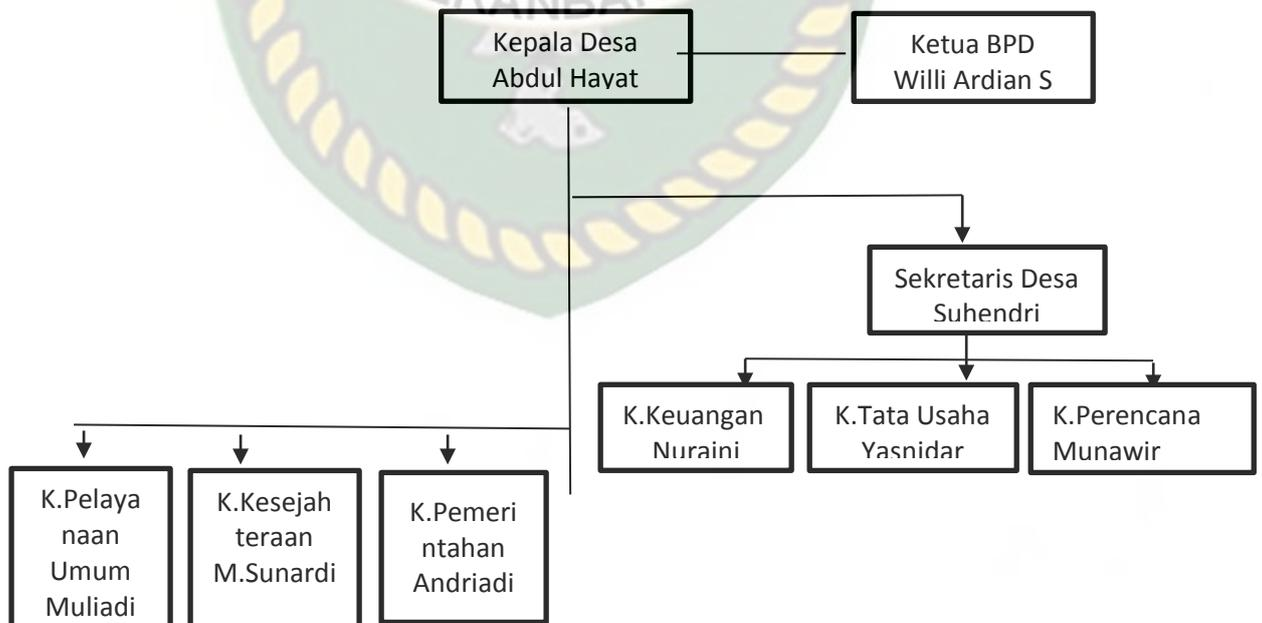 Kepala Desa
Abdul Hayat
Ketua BPD
Willi Ardian S
Sekretaris Desa
Suhendri
K.Keuangan
Nuraini
K.Tata Usaha
Yasnidar
K.Perencana
Munawir
K.Pelaya
naan
Umum
Muliadi
K.Kesejah
teraan
M.Sunardi
K.Pemeri
ntahan
Andriadi